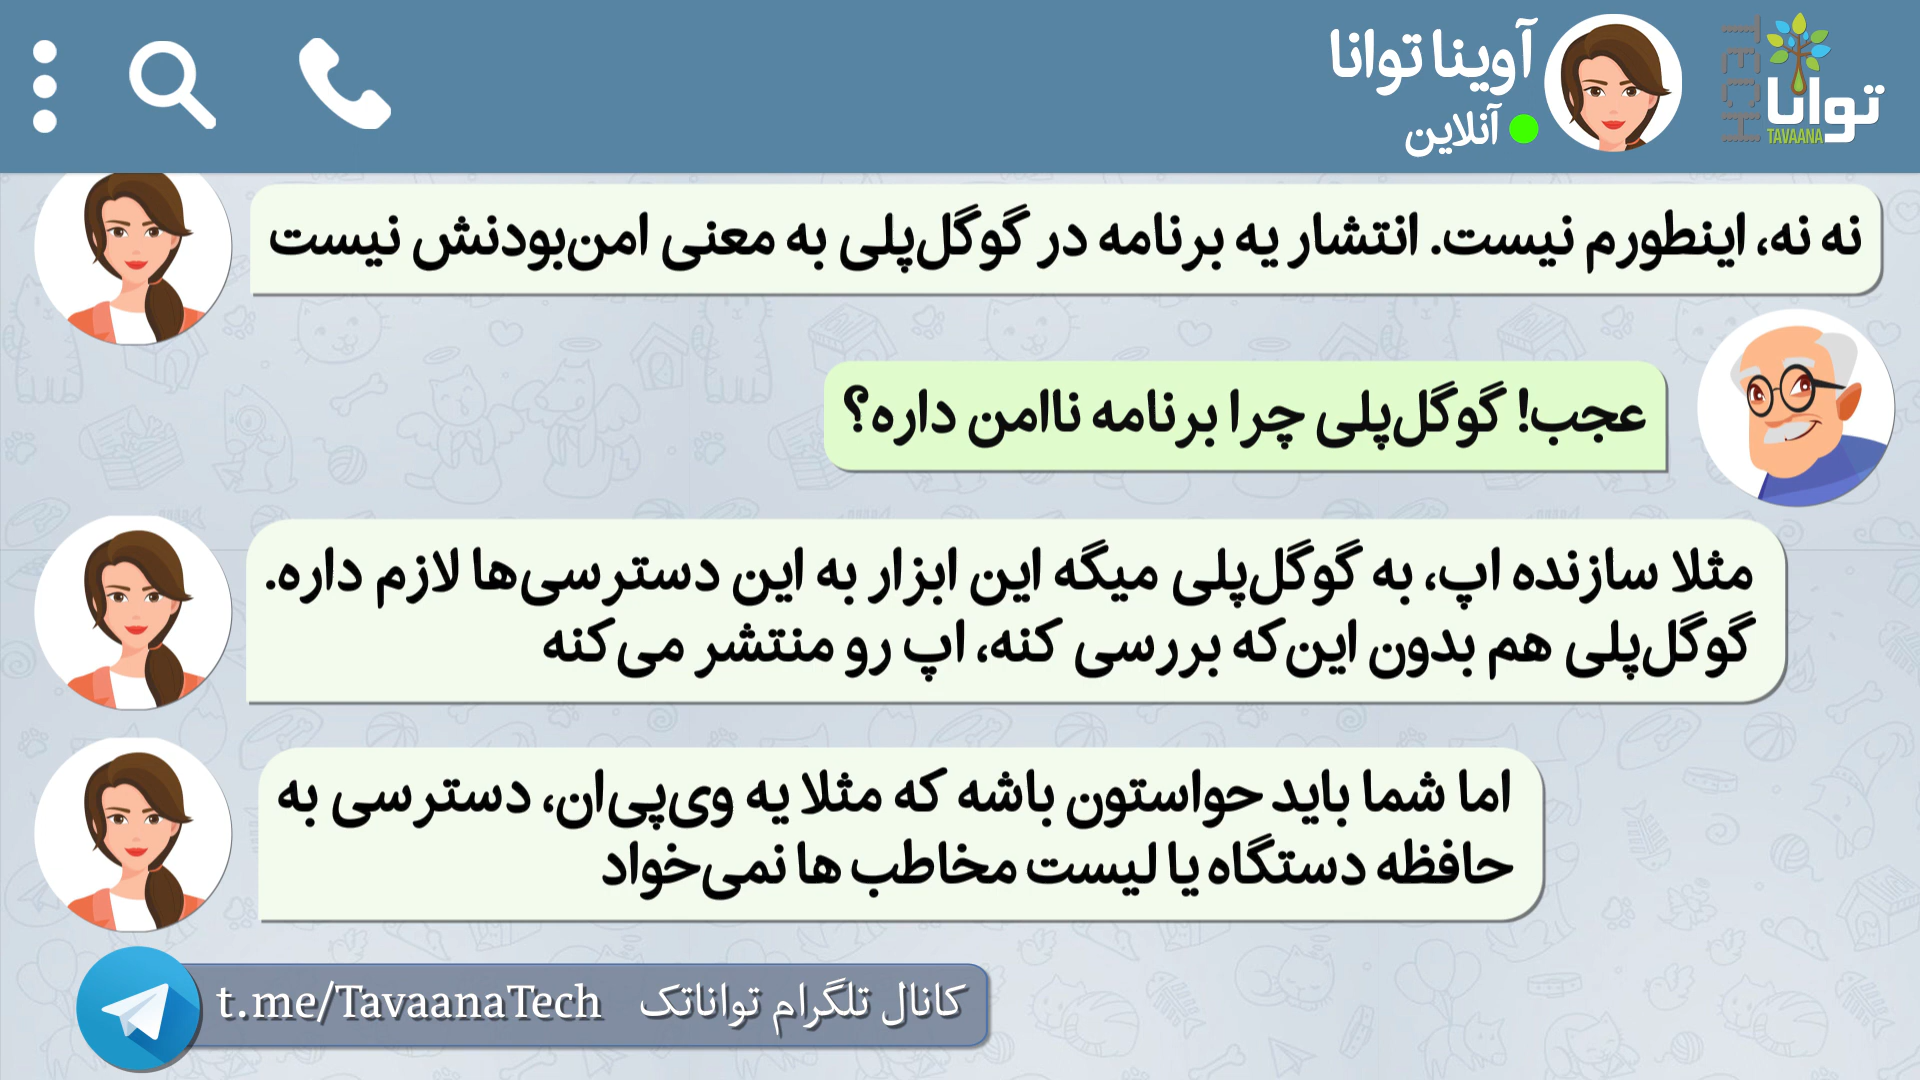 توانا
TECH
TAVAANA
آوینا توانا
آنلاین
نه نه، اینطورم نیست. انتشار یه برنامه در گوگل‌پلی به معنی امن‌بودنش نیست
عجب! گوگل‌پلی چرا برنامه ناامن داره؟
مثلا سازنده اپ، به گوگل‌پلی میگه این ابزار به این دسترسی‌ها لازم داره.
گوگل‌پلی هم بدون این‌که بررسی کنه، اپ رو منتشر می‌کنه
اما شما باید حواستون باشه که مثلا یه وی‌پی‌ان، دسترسی به
حافظه دستگاه یا لیست مخاطب ها نمی‌خواد
کانال تلگرام تواناتک t.me/TavaanaTech